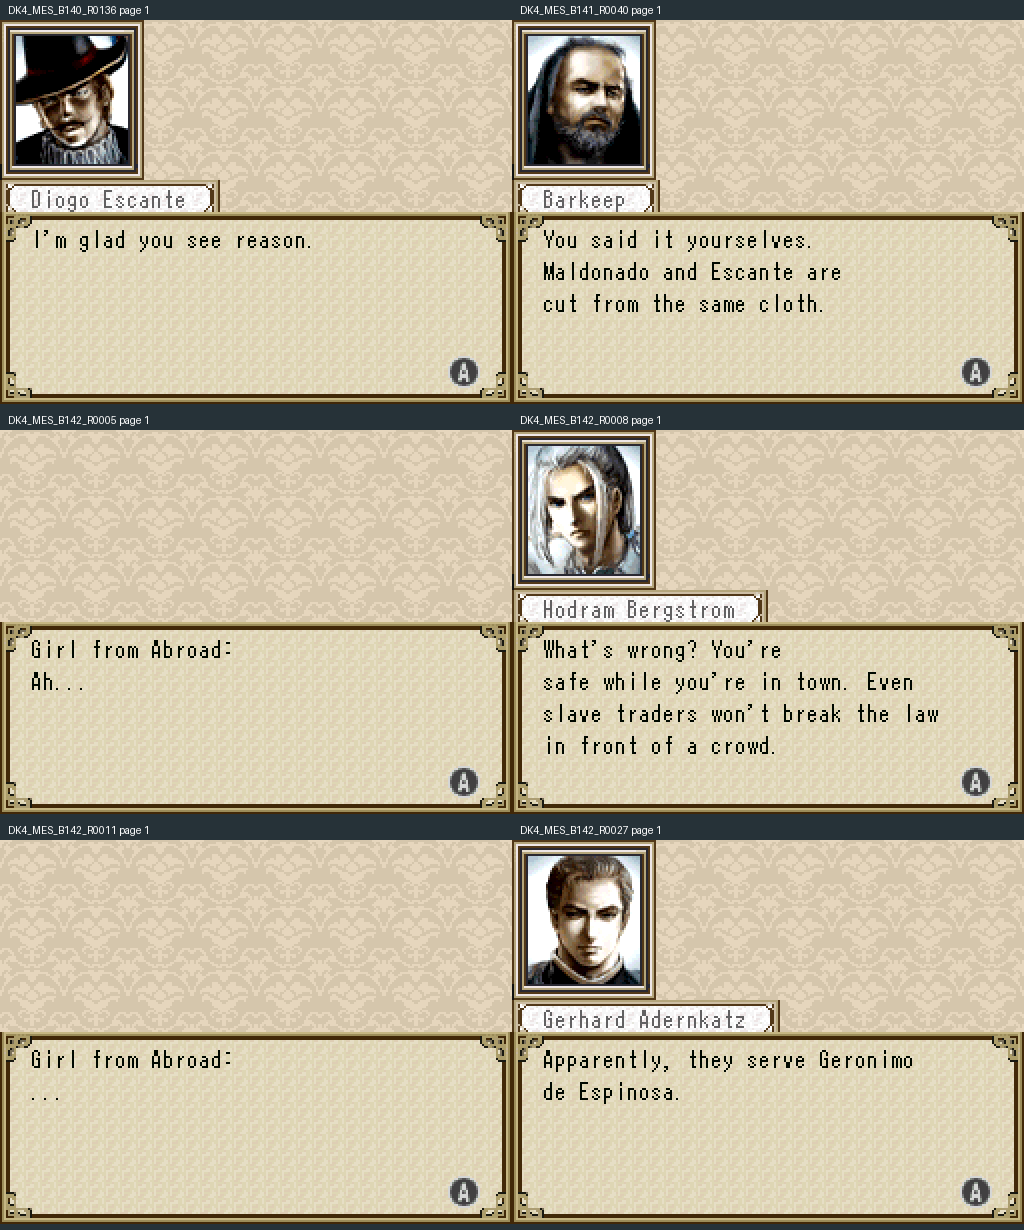 DK4_MES_B140_R0136 page 1
Diogo Escante
I'm glad you see reason.
A
DK4_MES_B141_R0040 page 1
Barkeep
You said it yourselves.
Maldonado and Escante are
cut from the same cloth.
A
DK4_MES_B142_R0005 page 1
Girl from Abroad:
Ah...
A
DK4_MES_B142_R0008 page 1
Hodram Bergstrom
What's wrong? You're
safe while you're in town. Even
slave traders won't break the law
in front of a crowd.
A
DK4_MES_B142_R0011 page 1
Girl from Abroad:
...
A
DK4_MES_B142_R0027 page 1
Gerhard Adernkatz
Apparently, they serve Geronimo
de Espinosa.
A